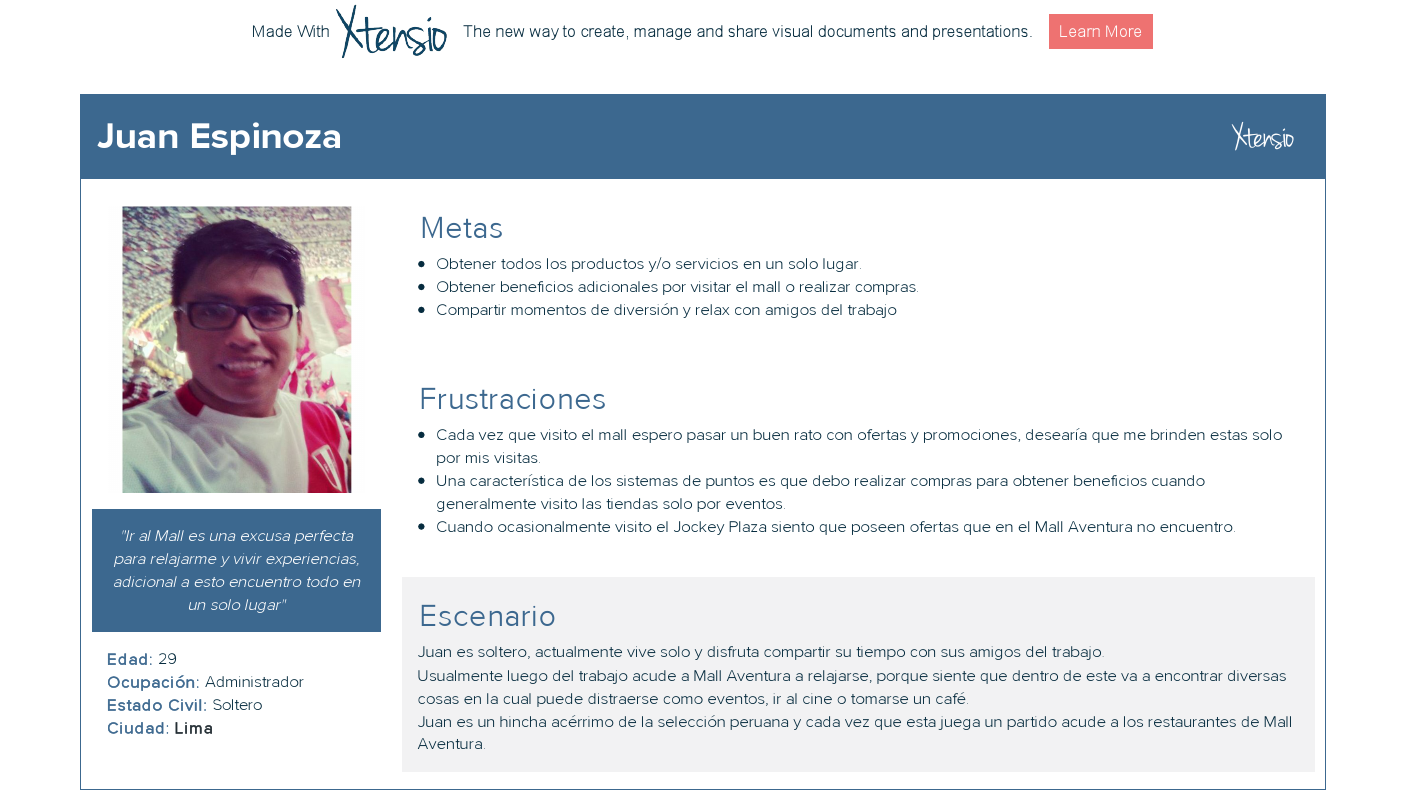 Made With Xtensio The new way to create, manage and share visual documents and presentations. Learn More
Juan Espinoza
Xtensio
"Ir al Mall es una excusa perfecta
para relajarme y vivir experiencias,
adicional a esto encuentro todo en
un solo lugar"
Edad: 29
Ocupación: Administrador
Estado Civil: Soltero
Ciudad: Lima
Metas
• Obtener todos los productos y/o servicios en un solo lugar.
• Obtener beneficios adicionales por visitar el mall o realizar compras.
• Compartir momentos de diversión y relax con amigos del trabajo
Frustraciones
• Cada vez que visito el mall espero pasar un buen rato con ofertas y promociones, desearía que me brinden estas solo
por mis visitas.
• Una característica de los sistemas de puntos es que debo realizar compras para obtener beneficios cuando
generalmente visito las tiendas solo por eventos.
• Cuando ocasionalmente visito el Jockey Plaza siento que poseen ofertas que en el Mall Aventura no encuentro.
Escenario
Juan es soltero, actualmente vive solo y disfruta compartir su tiempo con sus amigos del trabajo.
Usualmente luego del trabajo acude a Mall Aventura a relajarse, porque siente que dentro de este va a encontrar diversas
cosas en la cual puede distraerse como eventos, ir al cine o tomarse un café.
Juan es un hincha acérrimo de la selección peruana y cada vez que esta juega un partido acude a los restaurantes de Mall
Aventura.